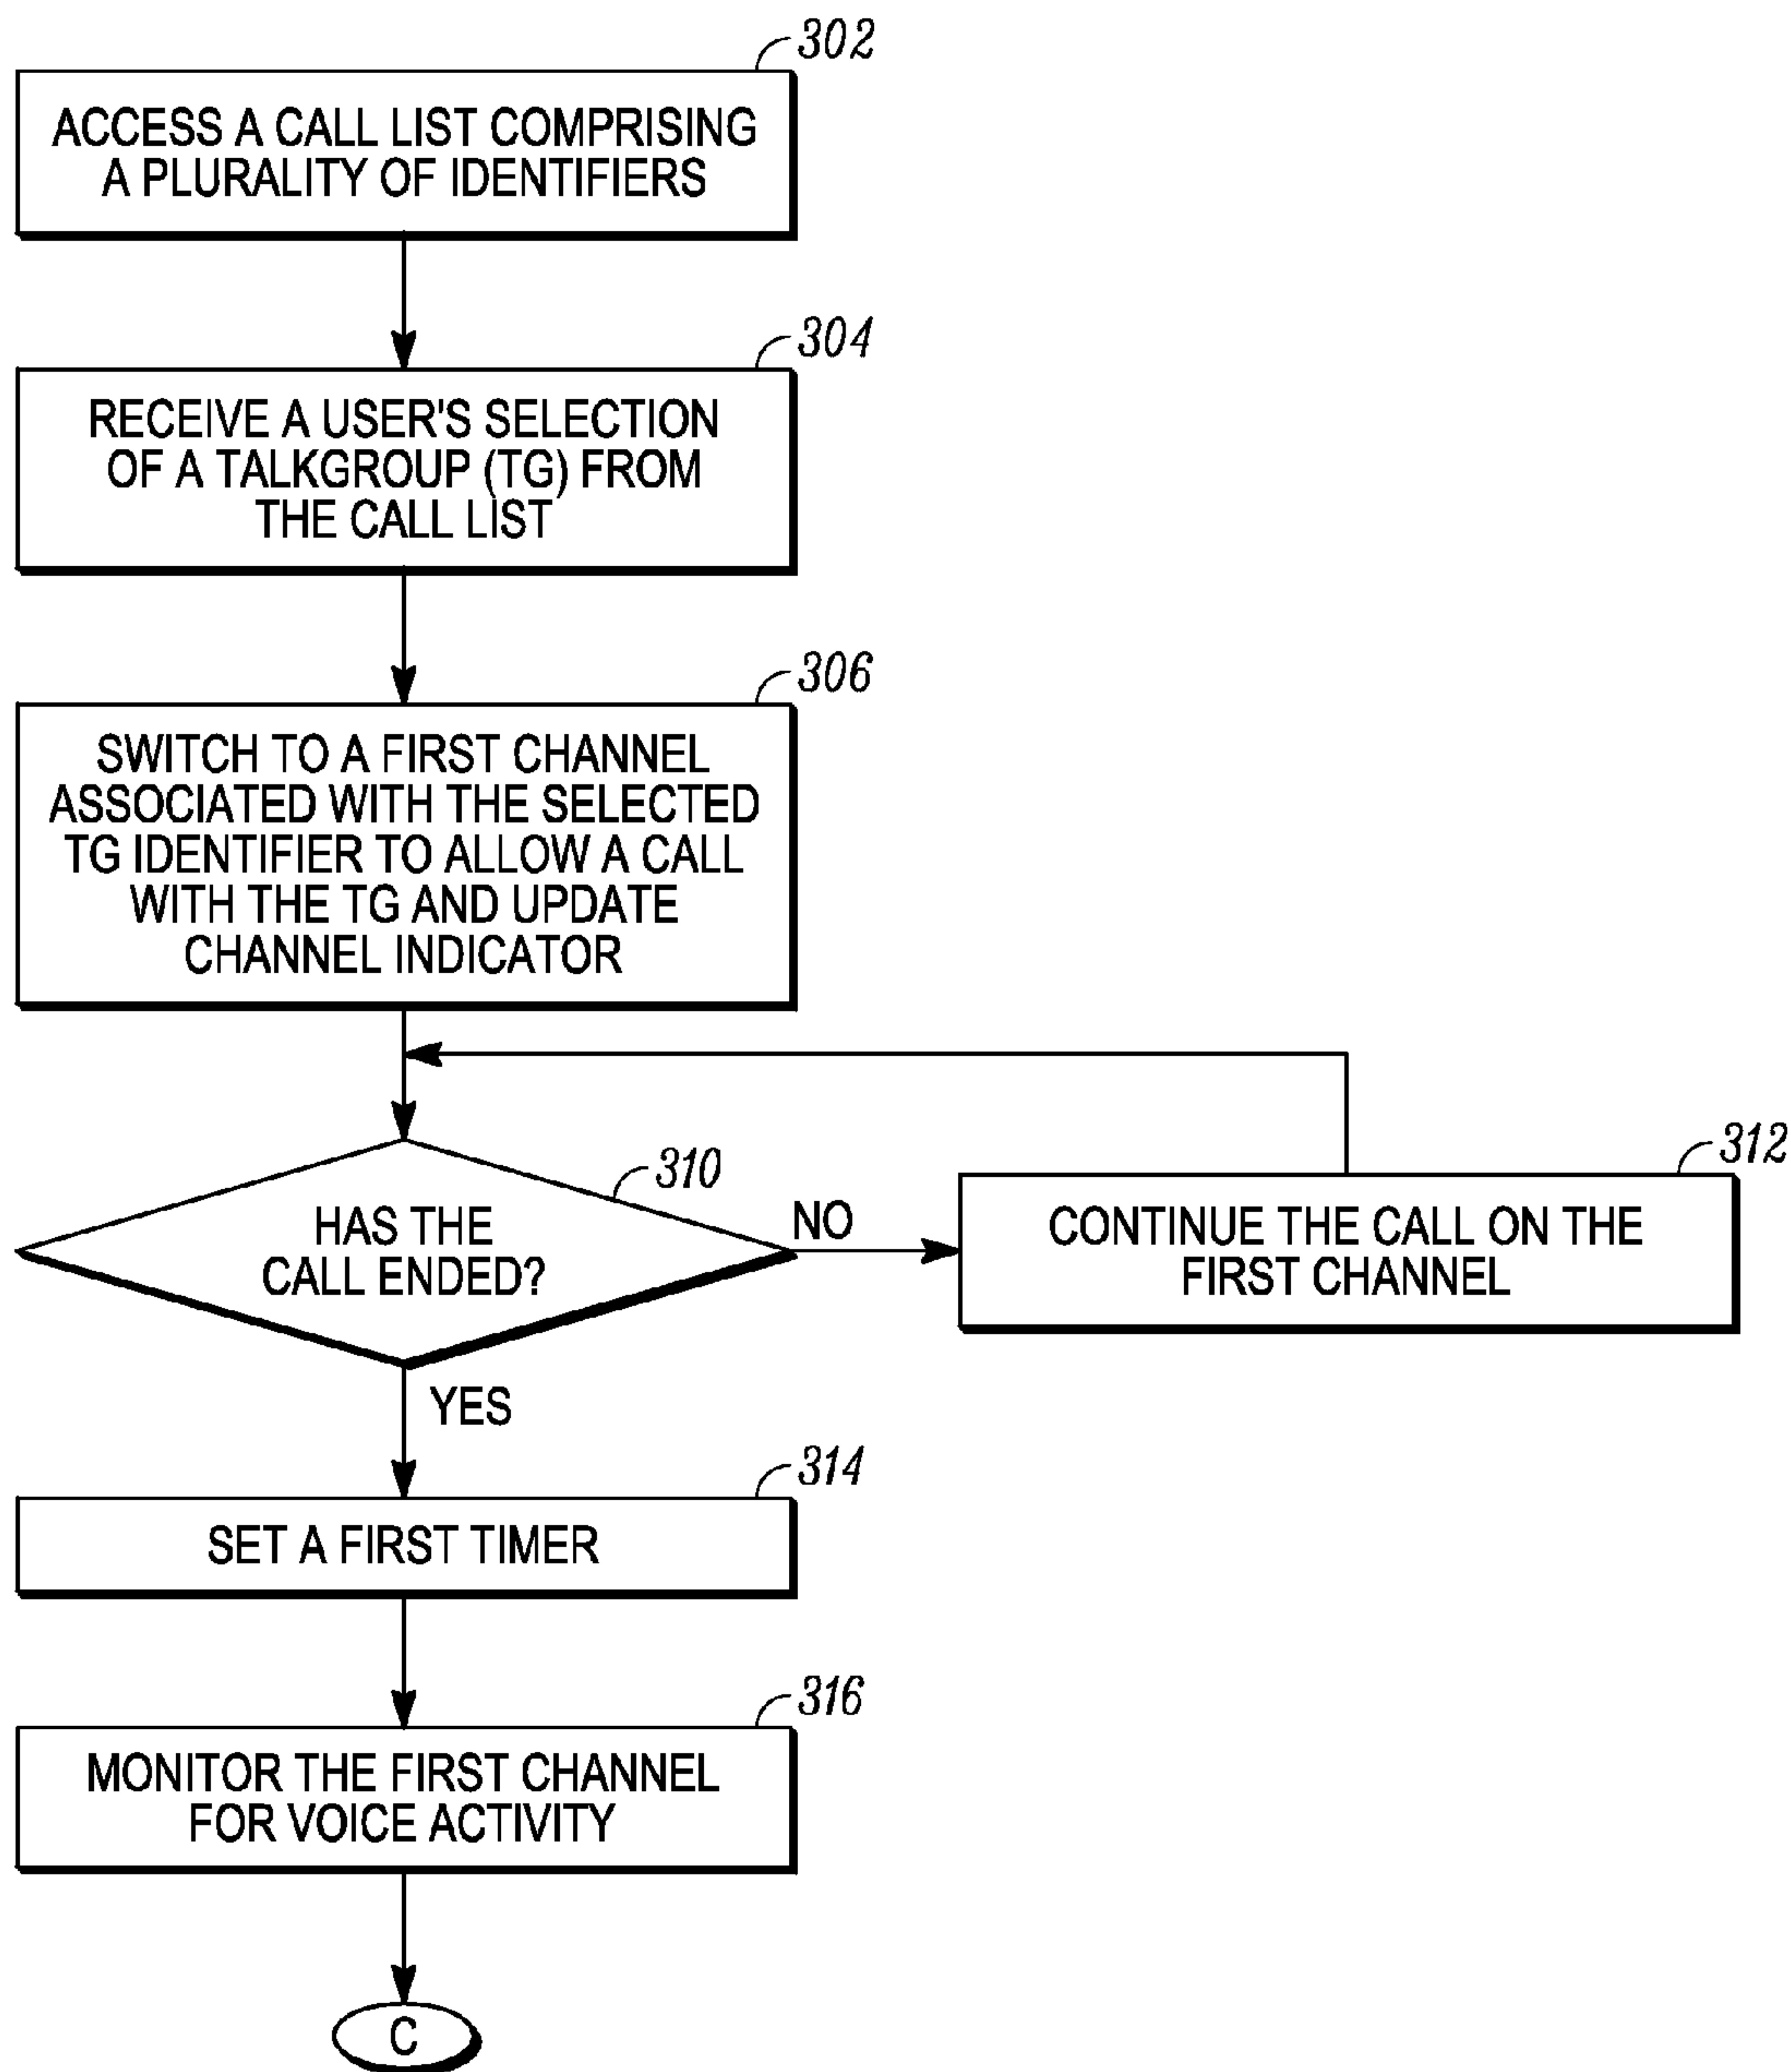 302
ACCESS A CALL LIST COMPRISING
A PLURALITY OF IDENTIFIERS
304
RECEIVE A USER'S SELECTION
OF A TALKGROUP (TG) FROM
THE CALL LIST
306
SWITCH TO A FIRST CHANNEL
ASSOCIATED WITH THE SELECTED
TG IDENTIFIER TO ALLOW A CALL
WITH THE TG AND UPDATE
CHANNEL INDICATOR
310
HAS THE
CALL ENDED?
NO
312
CONTINUE THE CALL ON THE
FIRST CHANNEL
YES
314
SET A FIRST TIMER
316
MONITOR THE FIRST CHANNEL
FOR VOICE ACTIVITY
C